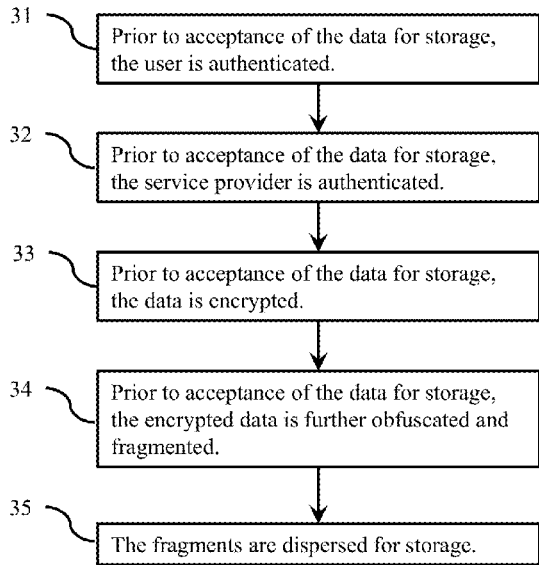 31
Prior to acceptance of the data for storage,
the user is authenticated.
32
Prior to acceptance of the data for storage,
the service provider is authenticated.
33
Prior to acceptance of the data for storage,
the data is encrypted.
34
Prior to acceptance of the data for storage,
the encrypted data is further obfuscated and
fragmented.
35
The fragments are dispersed for storage.